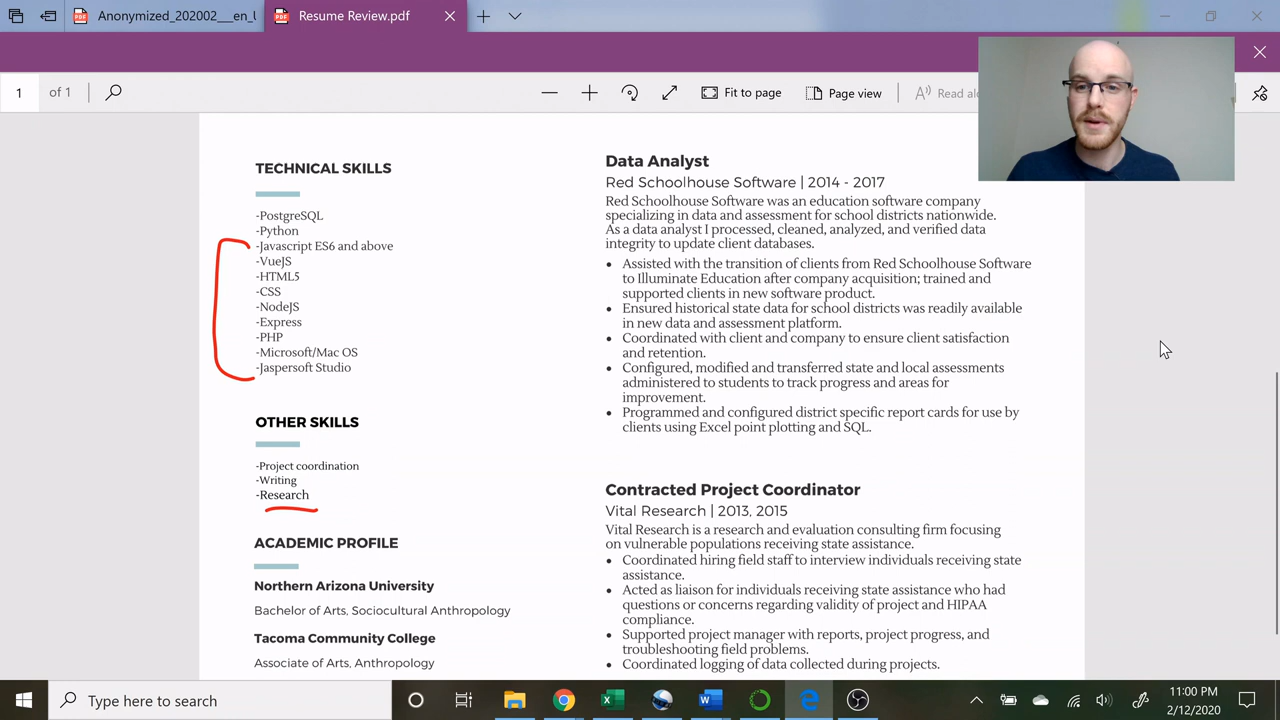 Anonymized_202002__en_
Resume Review.pdf
1
of 1
Fit to page
Page view
A Read al
TECHNICAL SKILLS
-PostgreSQL
-Python
-Javascript ES6 and above
-VueJS
-HTML5
-CSS
-NodeJS
-Express
-PHP
-Microsoft/Mac OS
-Jaspersoft Studio
OTHER SKILLS
-Project coordination
-Writing
-Research
ACADEMIC PROFILE
Northern Arizona University
Bachelor of Arts, Sociocultural Anthropology
Tacoma Community College
Associate of Arts, Anthropology
Data Analyst
Red Schoolhouse Software | 2014 - 2017
Red Schoolhouse Software was an education software company
specializing in data and assessment for school districts nationwide.
As a data analyst I processed, cleaned, analyzed, and verified data
integrity to update client databases.
• Assisted with the transition of clients from Red Schoolhouse Software
to Illuminate Education after company acquisition; trained and
supported clients in new software product.
• Ensured historical state data for school districts was readily available
in new data and assessment platform.
• Coordinated with client and company to ensure client satisfaction
and retention.
• Configured, modified and transferred state and local assessments
administered to students to track progress and areas for
improvement.
• Programmed and configured district specific report cards for use by
clients using Excel point plotting and SQL.
Contracted Project Coordinator
Vital Research | 2013, 2015
Vital Research is a research and evaluation consulting firm focusing
on vulnerable populations receiving state assistance.
• Coordinated hiring field staff to interview individuals receiving state
assistance.
• Acted as liaison for individuals receiving state assistance who had
questions or concerns regarding validity of project and HIPAA
compliance.
• Supported project manager with reports, project progress, and
troubleshooting field problems.
• Coordinated logging of data collected during projects.
Type here to search
11:00 PM
2/12/2020